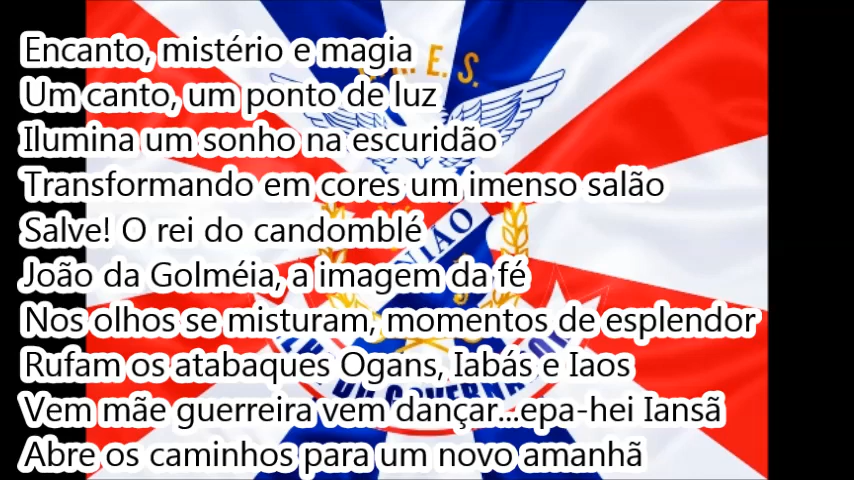 Encanto, mistério e magia
Um canto, um ponto de luz
Ilumina um sonho na escuridão
Transformando em cores um imenso salão
Salve! O rei do candomblé
João da Golméia, a imagem da fé
Nos olhos se misturam, momentos de esplendor
Rufam os atabaques Ogans, Iabás e Iaos
Vem mãe guerreira vem dançar...epa-hei Iansã
Abre os caminhos para um novo amanhã
E. S.
UNIÃO